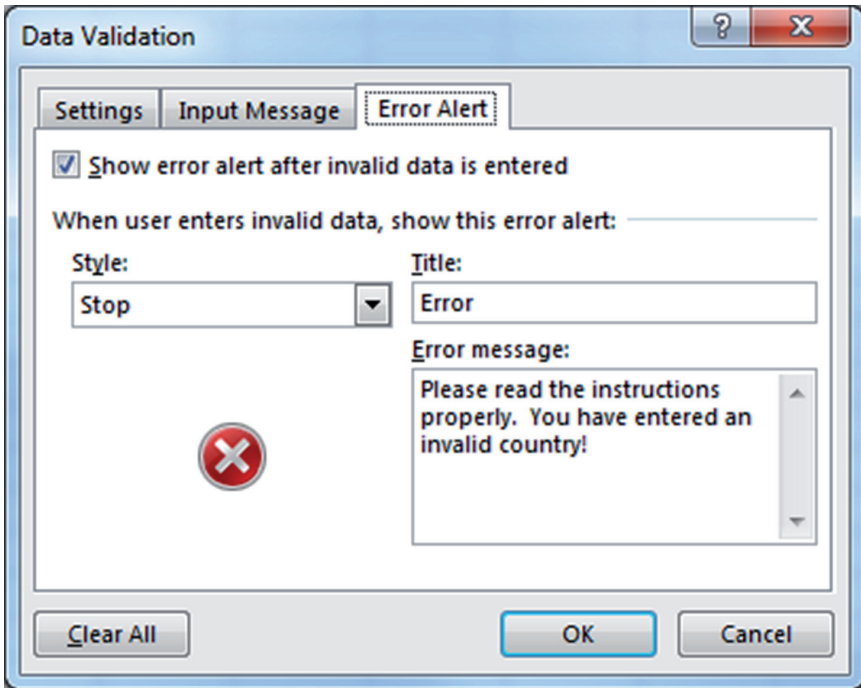 Data Validation
?
Settings Input Message Error Alert
Show error alert after invalid data is entered
When user enters invalid data, show this error alert:
Style: Title:
Stop Error
Error message:
Please read the instructions
properly.  You have entered an
invalid country!
Clear All OK Cancel